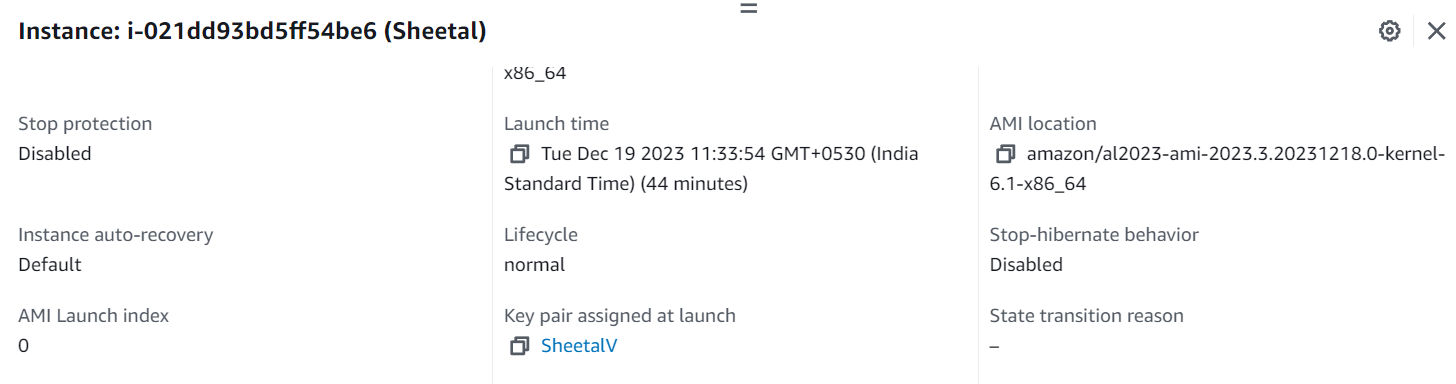 Instance: i-021dd93bd5ff54be6 (Sheetal)
x86_64
Stop protection
Disabled
Launch time
Tue Dec 19 2023 11:33:54 GMT+0530 (India
Standard Time) (44 minutes)
AMI location
amazon/al2023-ami-2023.3.20231218.0-kernel-
6.1-x86_64
Instance auto-recovery
Default
Lifecycle
normal
Stop-hibernate behavior
Disabled
AMI Launch index
0
Key pair assigned at launch
SheetalV
State transition reason
–